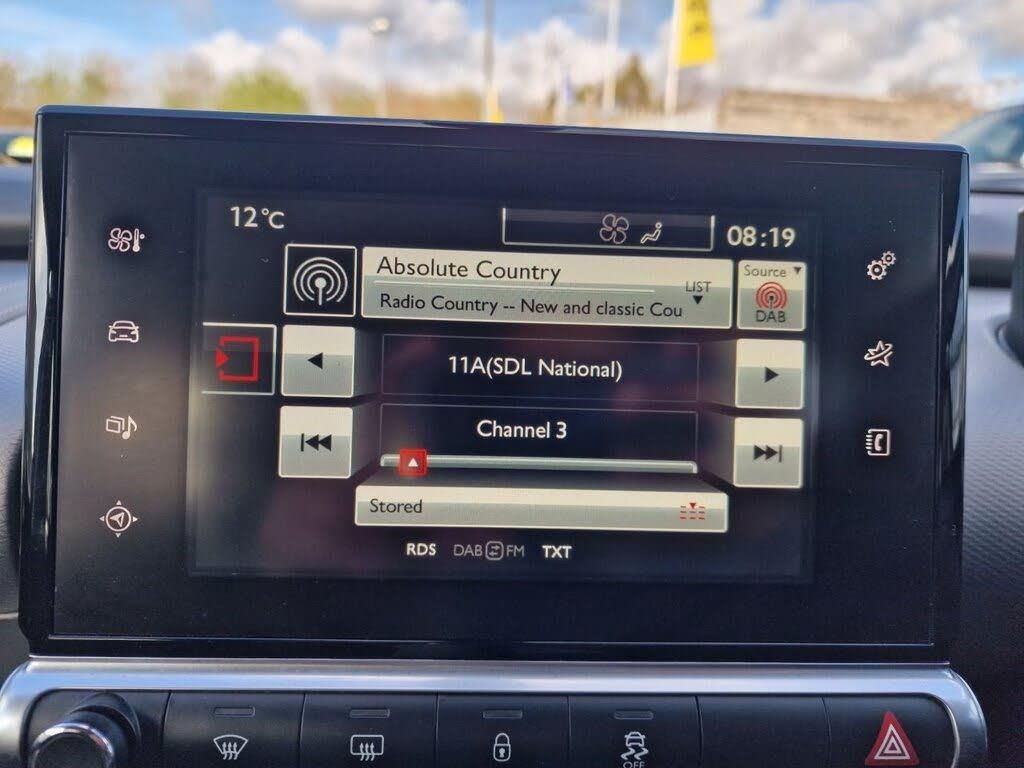 12°C
08:19
Absolute Country
LIST
Source
Radio Country -- New and classic Cou
DAB
11A(SDL National)
Channel 3
Stored
RDS DAB FM TXT
OFF